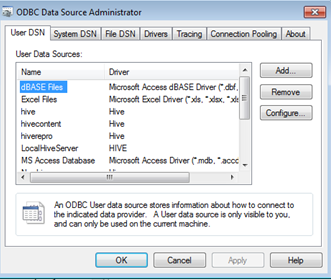 ODBC Data Source Administrator
User DSN System DSN File DSN Drivers Tracing Connection Pooling About
User Data Sources:
Name Driver
dBASE Files Microsoft Access dBASE Driver (*.dbf,
Excel Files Microsoft Excel Driver (*.xls, *.xlsx, *.xls
hive Hive
hivecontent Hive
hiverepro Hive
LocalHiveServer HIVE
MS Access Database Microsoft Access Driver (*.mdb, *.accd
Add...
Remove
Configure...
An ODBC User data source stores information about how to connect to
the indicated data provider. A User data source is only visible to you,
and can only be used on the current machine.
OK Cancel Apply Help